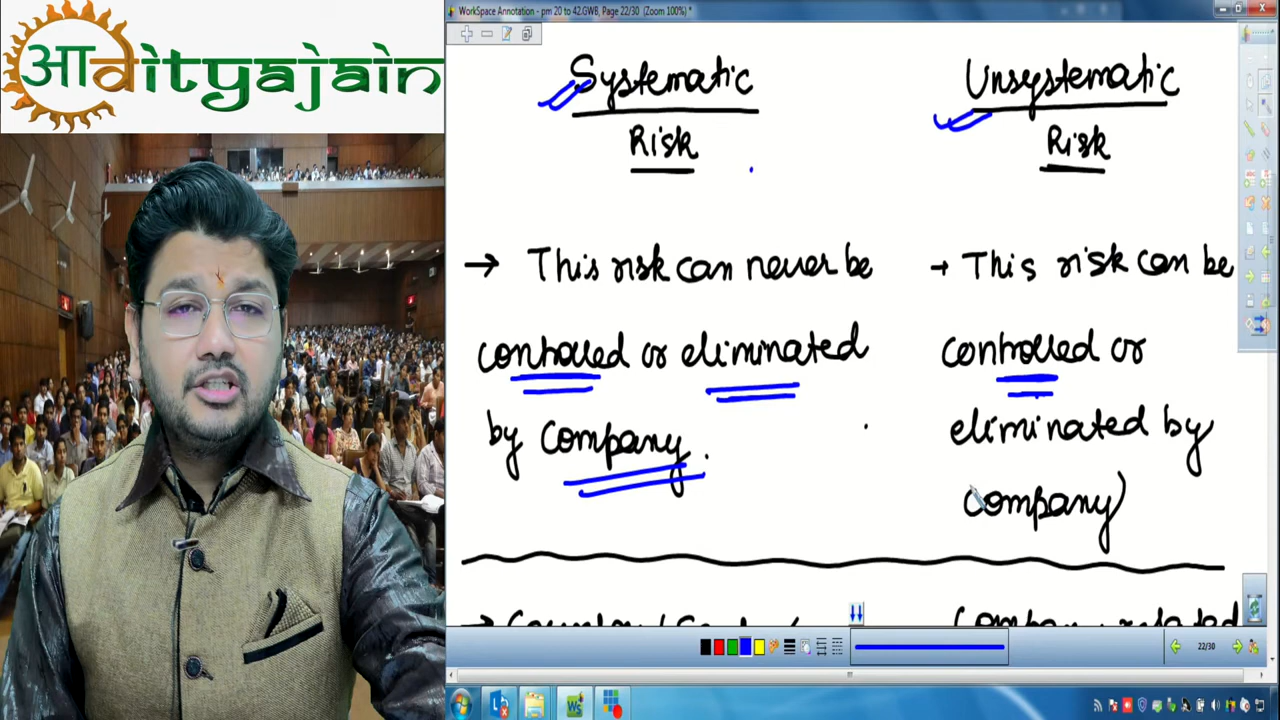 आdityajain
WorkSpace Annotation - pm 20 to 42.GWB, Page 22/30 (Zoom 100%) *
Systematic
Risk
Unsystematic
Risk
→ This risk can never be
controlled or eliminated
by company.
→ This risk can be
controlled or
eliminated by
company)
22/30